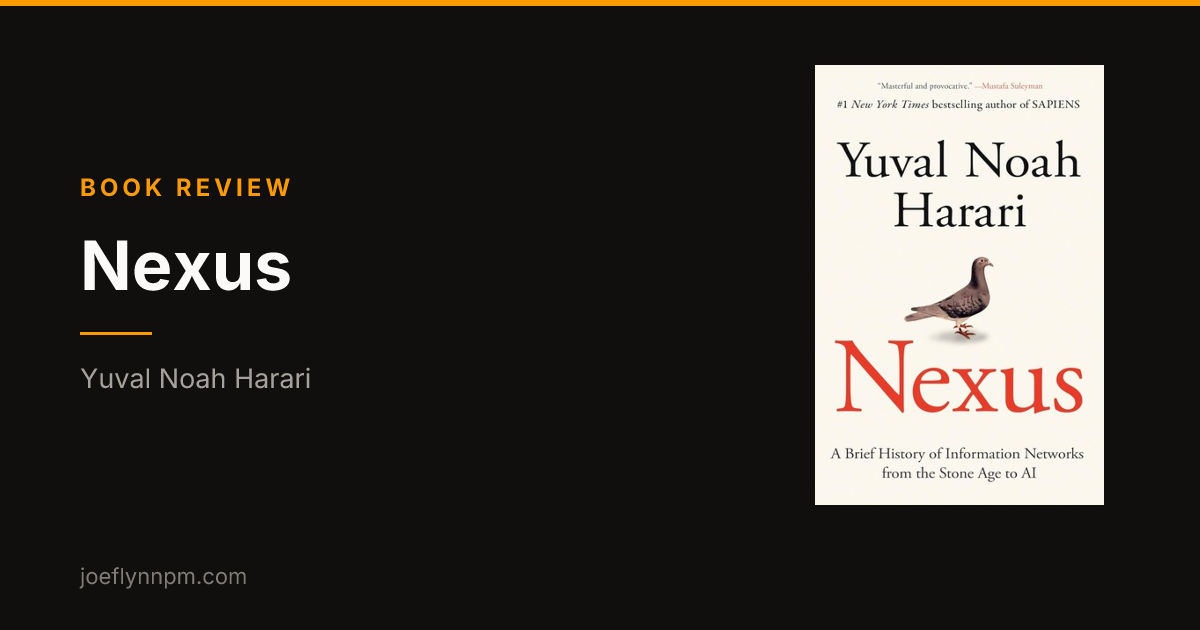 BOOK REVIEW
Nexus
Yuval Noah Harari
joeflynnpm.com
"Masterful and provocative." —Mustafa Suleyman
#1 New York Times bestselling author of SAPIENS
Yuval Noah
Harari
Nexus
A Brief History of Information Networks
from the Stone Age to AI